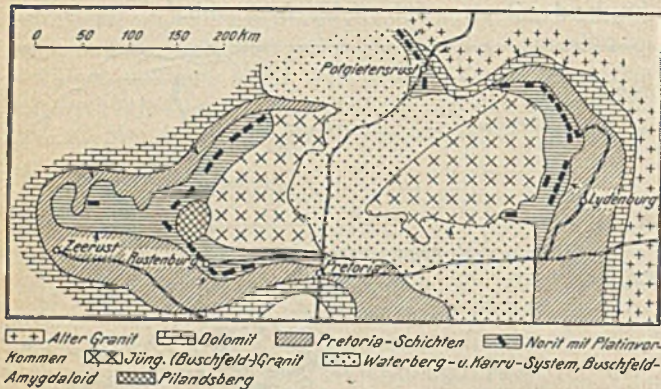 0 50 100 150 200 Km
Potgietersrust
Lydenburg
Zeerust
Rustenburg
Pretoria
Alter Granit Dolomit Pretoria-Schichten Norit mit Platinvor-
kommen Jüng. (Buschfeld-)Granit Waterberg- u. Karru-System, Buschfeld-
Amygdaloid Pilandsberg